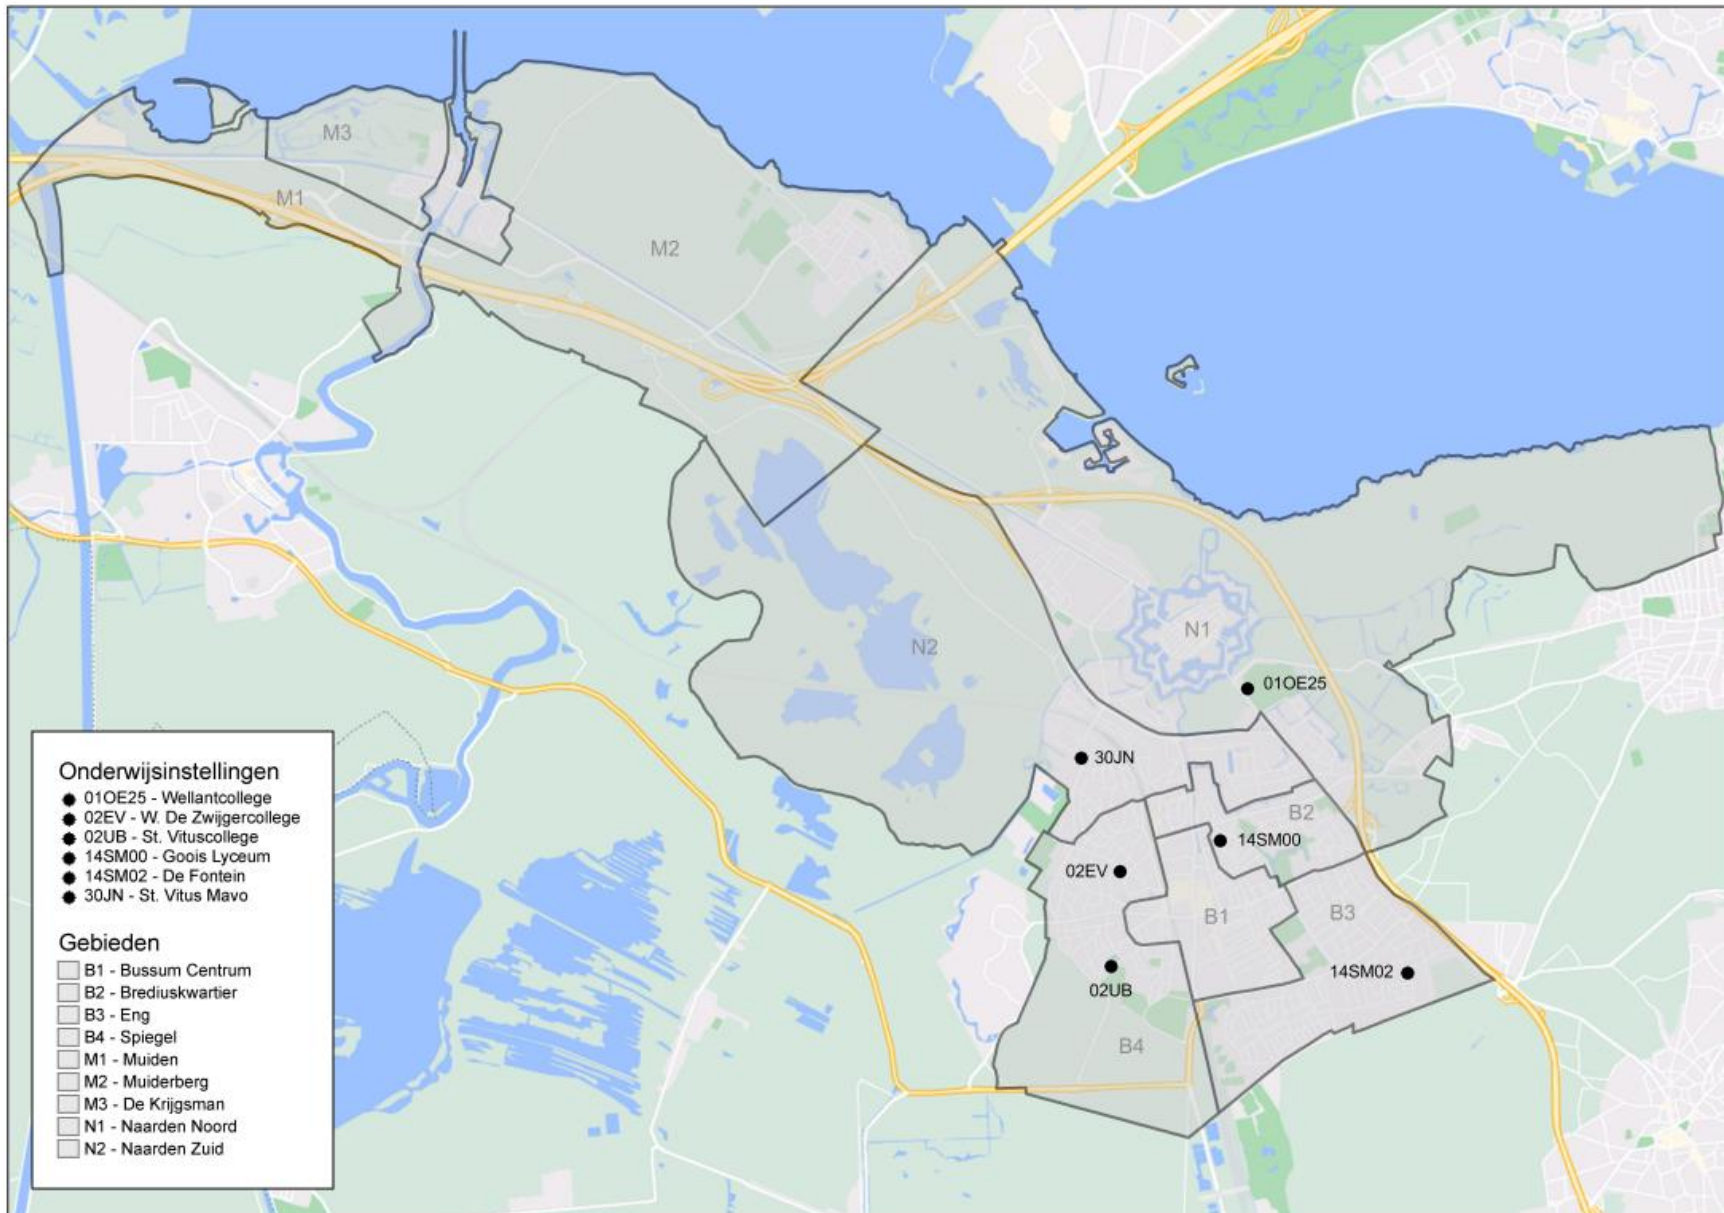 M3
M1
M2
N1
N2
01OE25
30JN
B2
14SM00
02EV
B1
B3
14SM02
02UB
B4
Onderwijsinstellingen
01OE25 - Wellantcollege
02EV - W. De Zwijgercollege
02UB - St. Vituscollege
14SM00 - Goois Lyceum
14SM02 - De Fontein
30JN - St. Vitus Mavo
Gebieden
B1 - Bussum Centrum
B2 - Brediuskwartier
B3 - Eng
B4 - Spiegel
M1 - Muiden
M2 - Muiderberg
M3 - De Krijgsman
N1 - Naarden Noord
N2 - Naarden Zuid